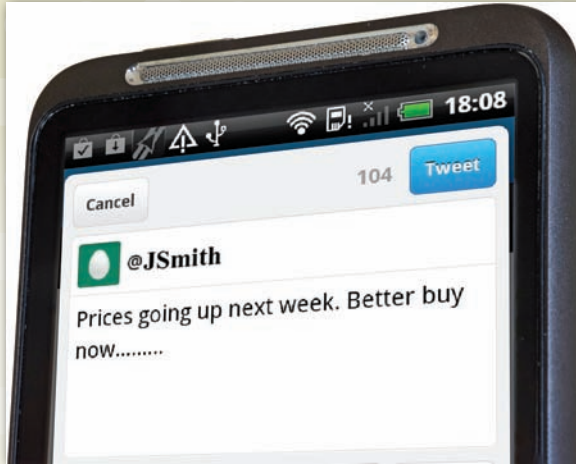 18:08
Cancel
104
Tweet
@JSmith
Prices going up next week. Better buy
now.........